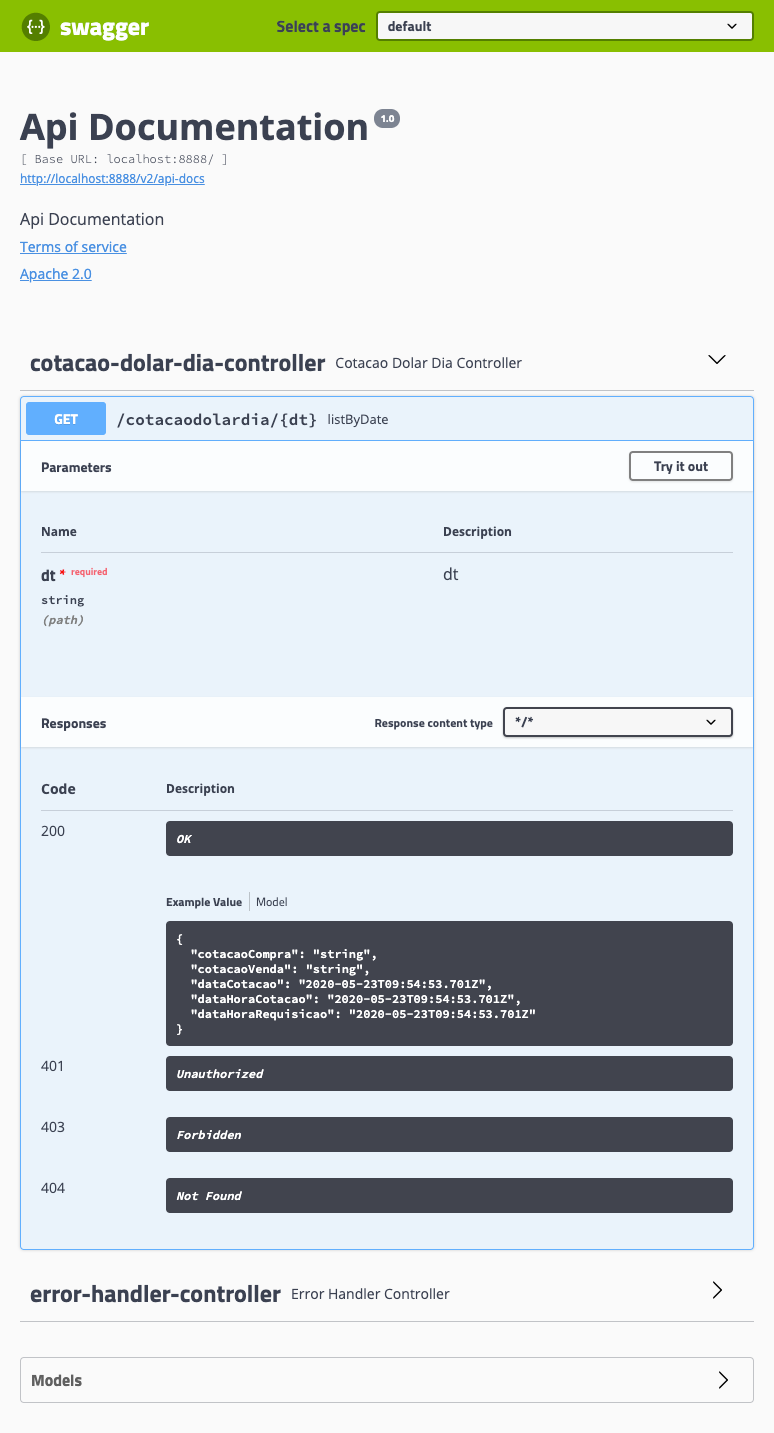 {···} swagger Select a spec default
Api Documentation 1.0
[ Base URL: localhost:8888/ ]
http://localhost:8888/v2/api-docs
Api Documentation
Terms of service
Apache 2.0
cotacao-dolar-dia-controller Cotacao Dolar Dia Controller
GET /cotacaodolardia/{dt} listByDate
Parameters Try it out
Name Description
dt * required dt
string
(path)
Responses Response content type */*
Code Description
200 OK
Example Value Model
{
  "cotacaoCompra": "string",
  "cotacaoVenda": "string",
  "dataCotacao": "2020-05-23T09:54:53.701Z",
  "dataHoraCotacao": "2020-05-23T09:54:53.701Z",
  "dataHoraRequisicao": "2020-05-23T09:54:53.701Z"
}
401 Unauthorized
403 Forbidden
404 Not Found
error-handler-controller Error Handler Controller
Models